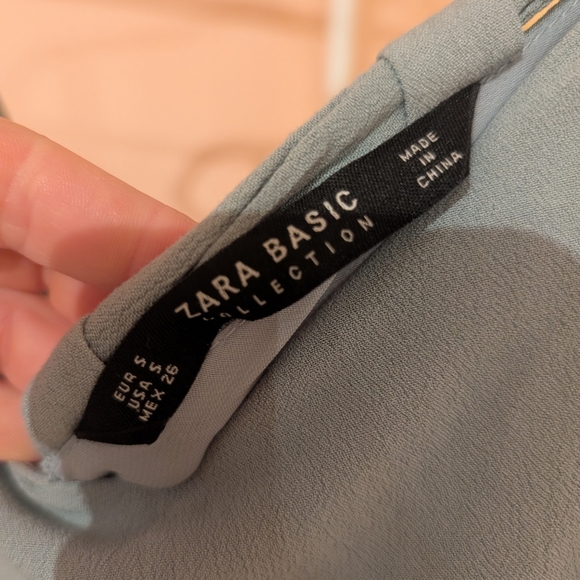 ZARA BASIC
COLLECTION
MADE
IN
CHINA
EUR S
USA S
MEX 26